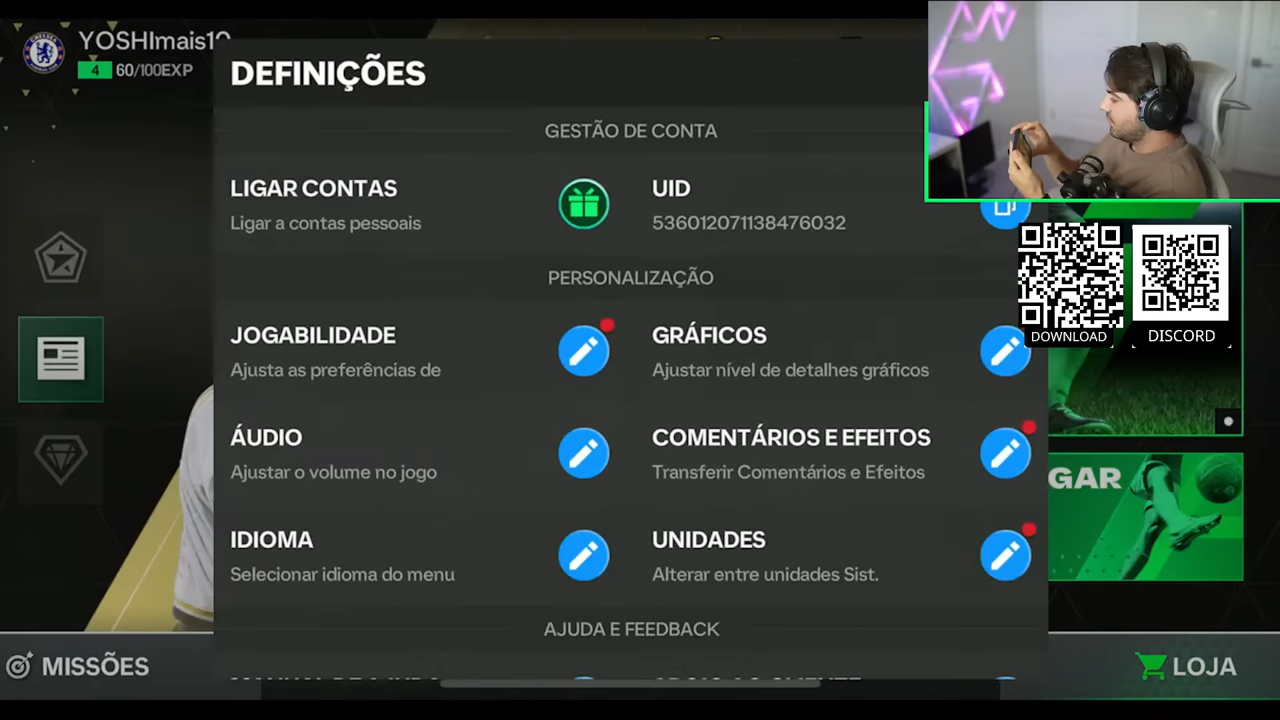 YOSHImais10
4 60/100EXP
DEFINIÇÕES
GESTÃO DE CONTA
LIGAR CONTAS
Ligar a contas pessoais
UID
536012071138476032
PERSONALIZAÇÃO
JOGABILIDADE
Ajusta as preferências de
GRÁFICOS
Ajustar nível de detalhes gráficos
ÁUDIO
Ajustar o volume no jogo
COMENTÁRIOS E EFEITOS
Transferir Comentários e Efeitos
IDIOMA
Selecionar idioma do menu
UNIDADES
Alterar entre unidades Sist.
AJUDA E FEEDBACK
DOWNLOAD
DISCORD
GAR
MISSÕES
LOJA